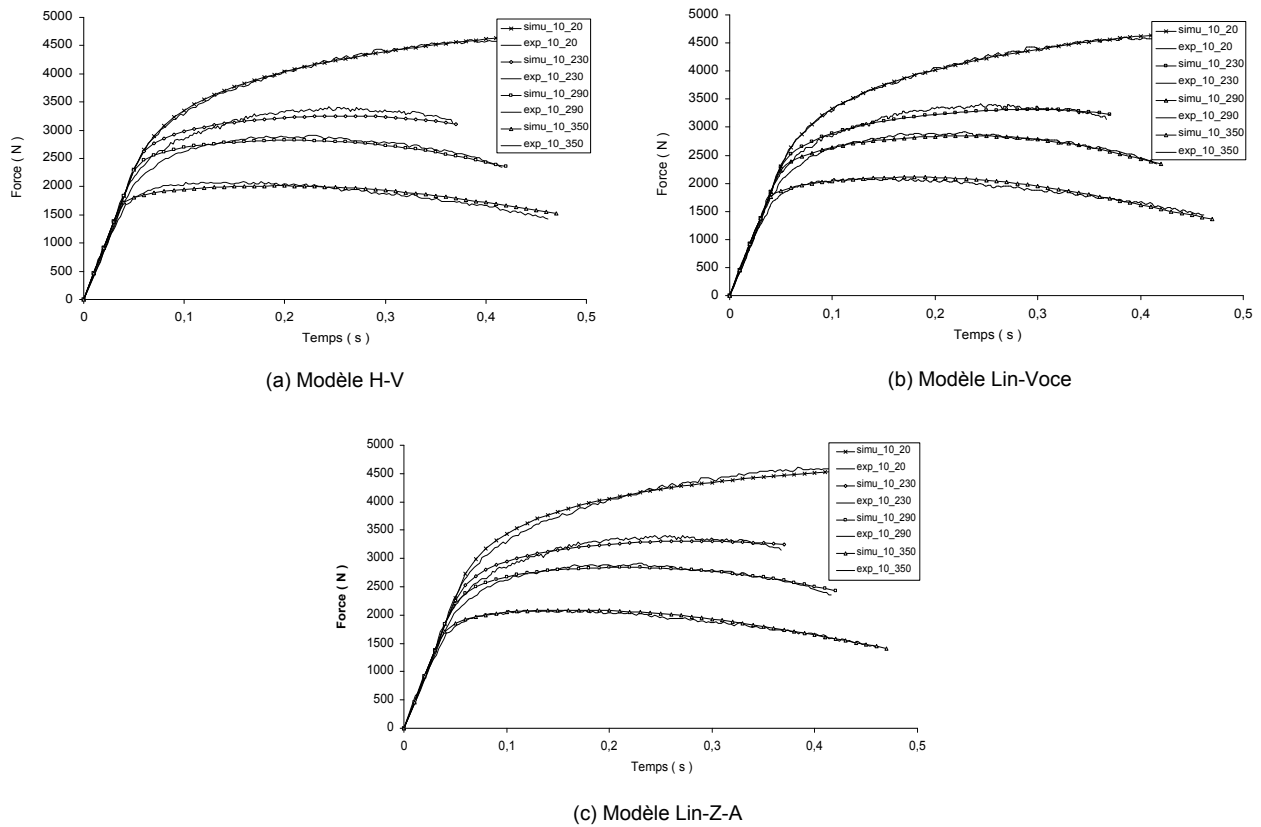 5000
4500
4000
3500
3000
2500
2000
1500
1000
500
0
Force ( N )
0
0,1
0,2
0,3
0,4
0,5
Temps ( s )
simu_10_20
exp_10_20
simu_10_230
exp_10_230
simu_10_290
exp_10_290
simu_10_350
exp_10_350
(a) Modèle H-V
5000
4500
4000
3500
3000
2500
2000
1500
1000
500
0
Force ( N )
0
0,1
0,2
0,3
0,4
0,5
Temps ( s )
simu_10_20
exp_10_20
simu_10_230
exp_10_230
simu_10_290
exp_10_290
simu_10_350
exp_10_350
(b) Modèle Lin-Voce
5000
4500
4000
3500
3000
2500
2000
1500
1000
500
0
Force ( N )
0
0,1
0,2
0,3
0,4
0,5
Temps ( s )
simu_10_20
exp_10_20
simu_10_230
exp_10_230
simu_10_290
exp_10_290
simu_10_350
exp_10_350
(c) Modèle Lin-Z-A